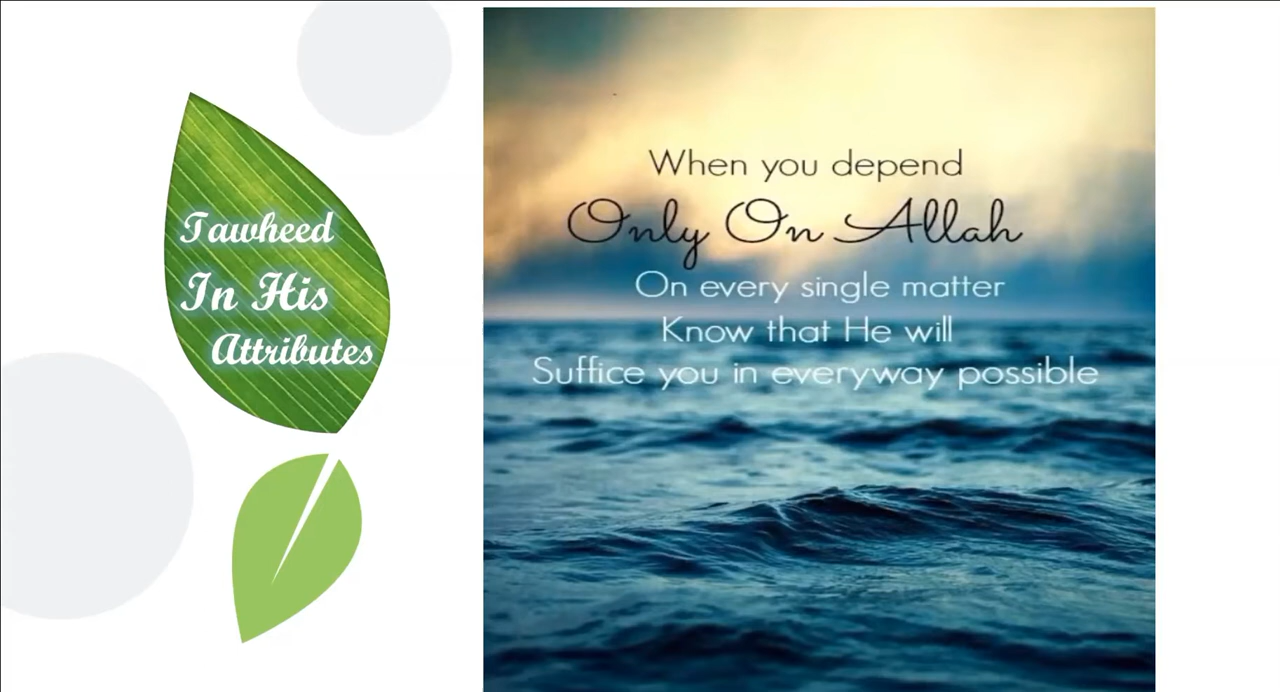 Tawheed
In His
Attributes
When you depend
Only On Allah
On every single matter
Know that He will
Suffice you in everyway possible